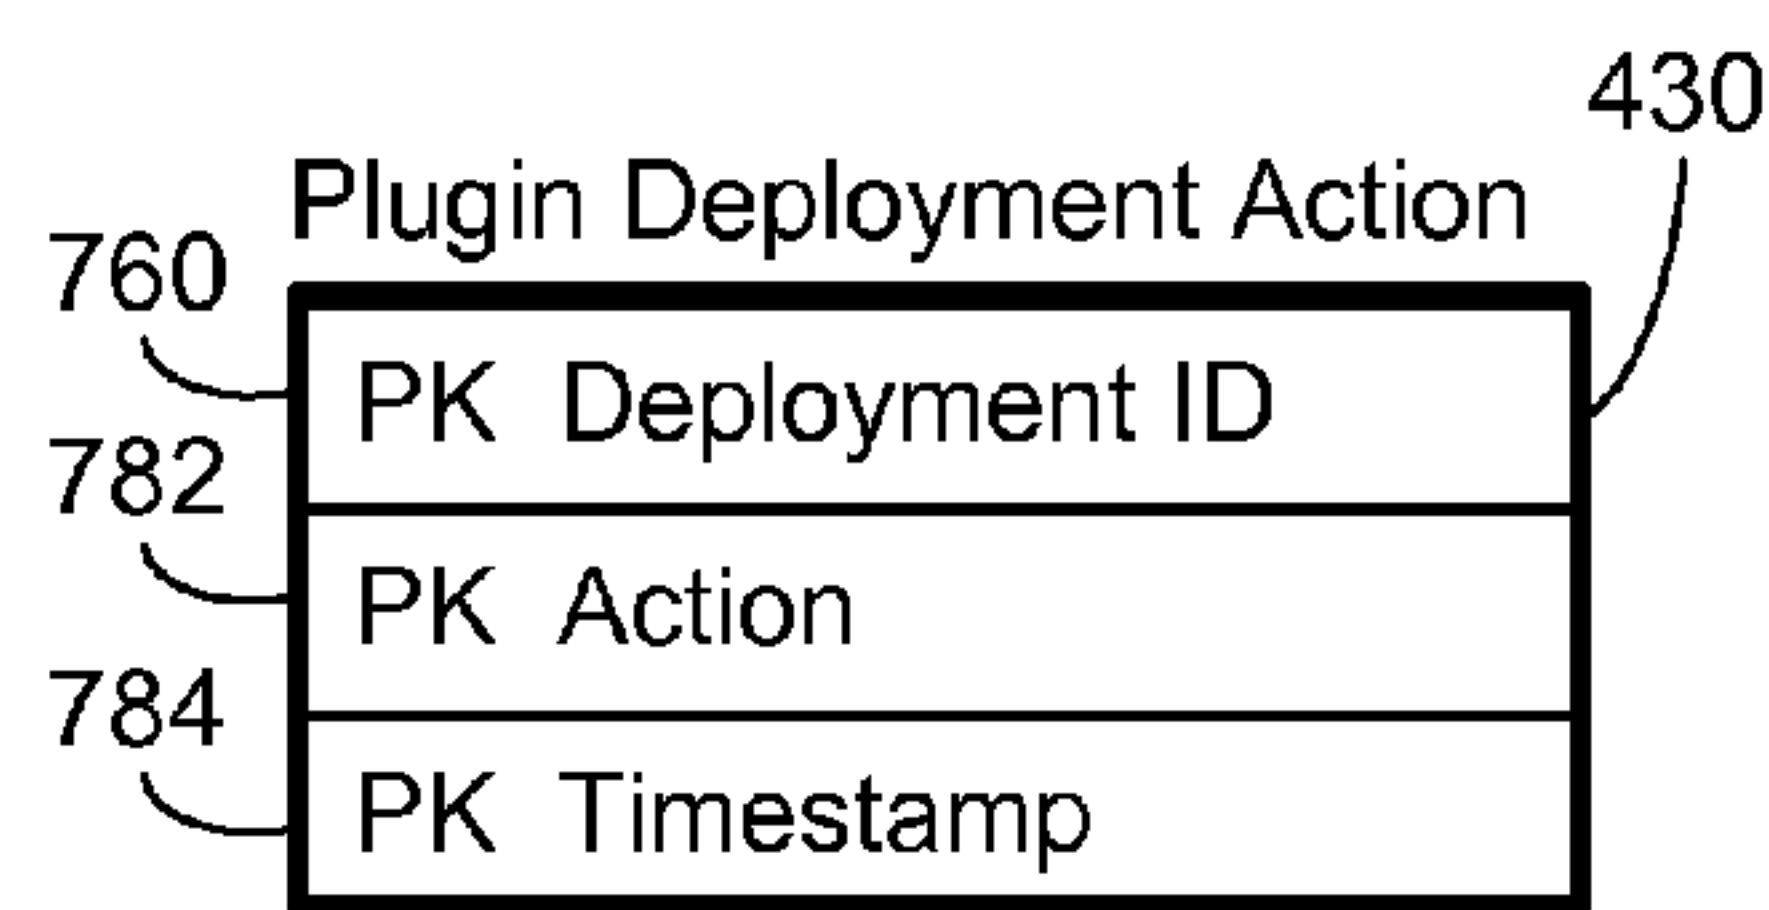 430
Plugin Deployment Action
760
PK Deployment ID
782
PK Action
784
PK Timestamp